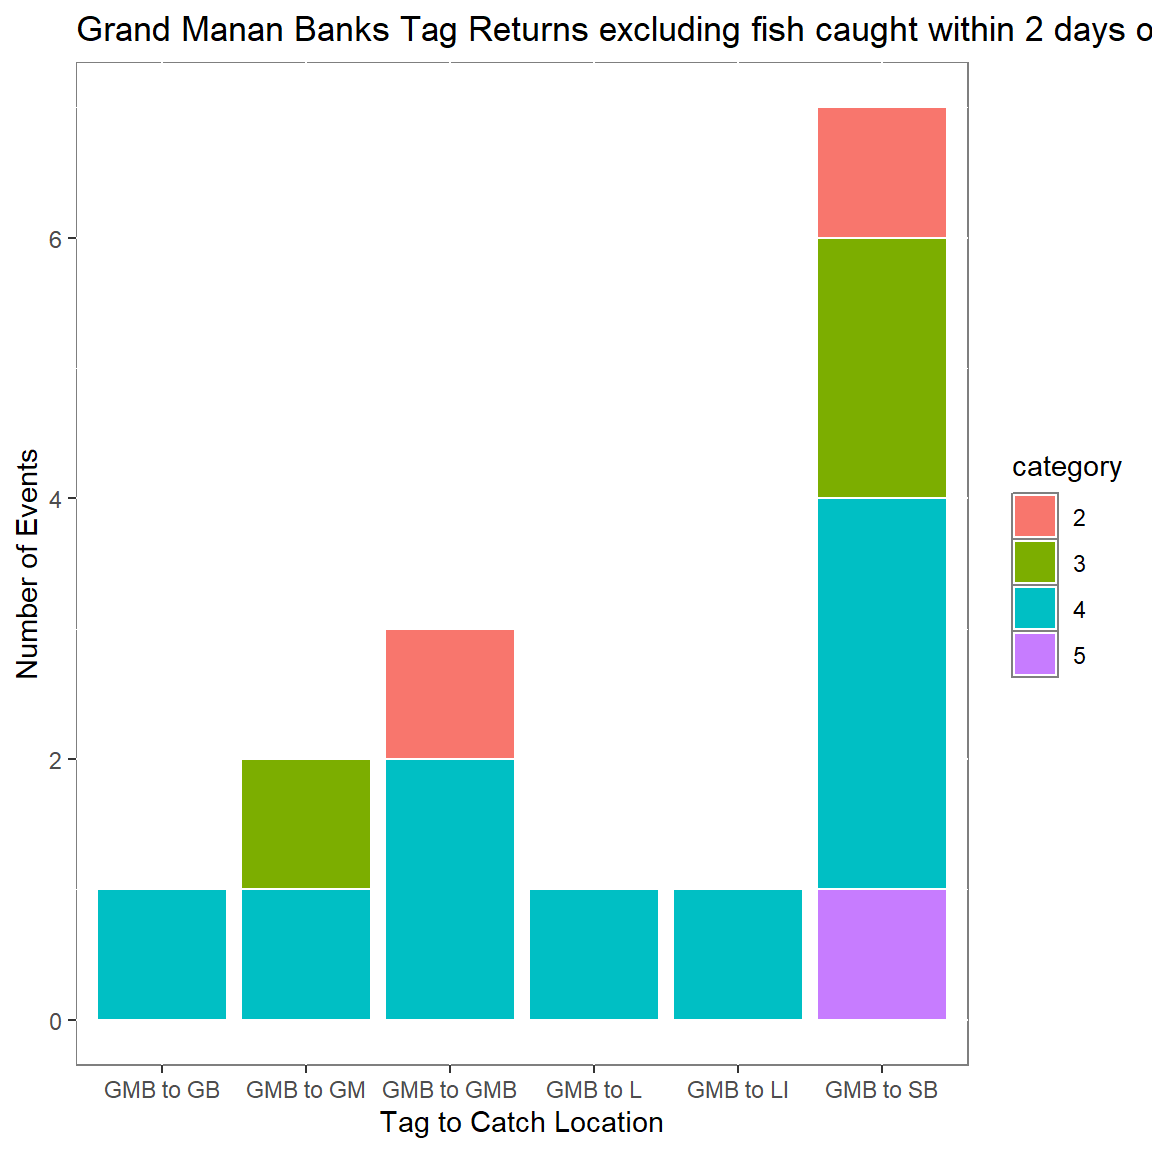 Grand Manan Banks Tag Returns excluding fish caught within 2 days o
6
4
2
0
Number of Events
GMB to GB GMB to GM GMB to GMB GMB to L GMB to LI GMB to SB
Tag to Catch Location
category
2
3
4
5